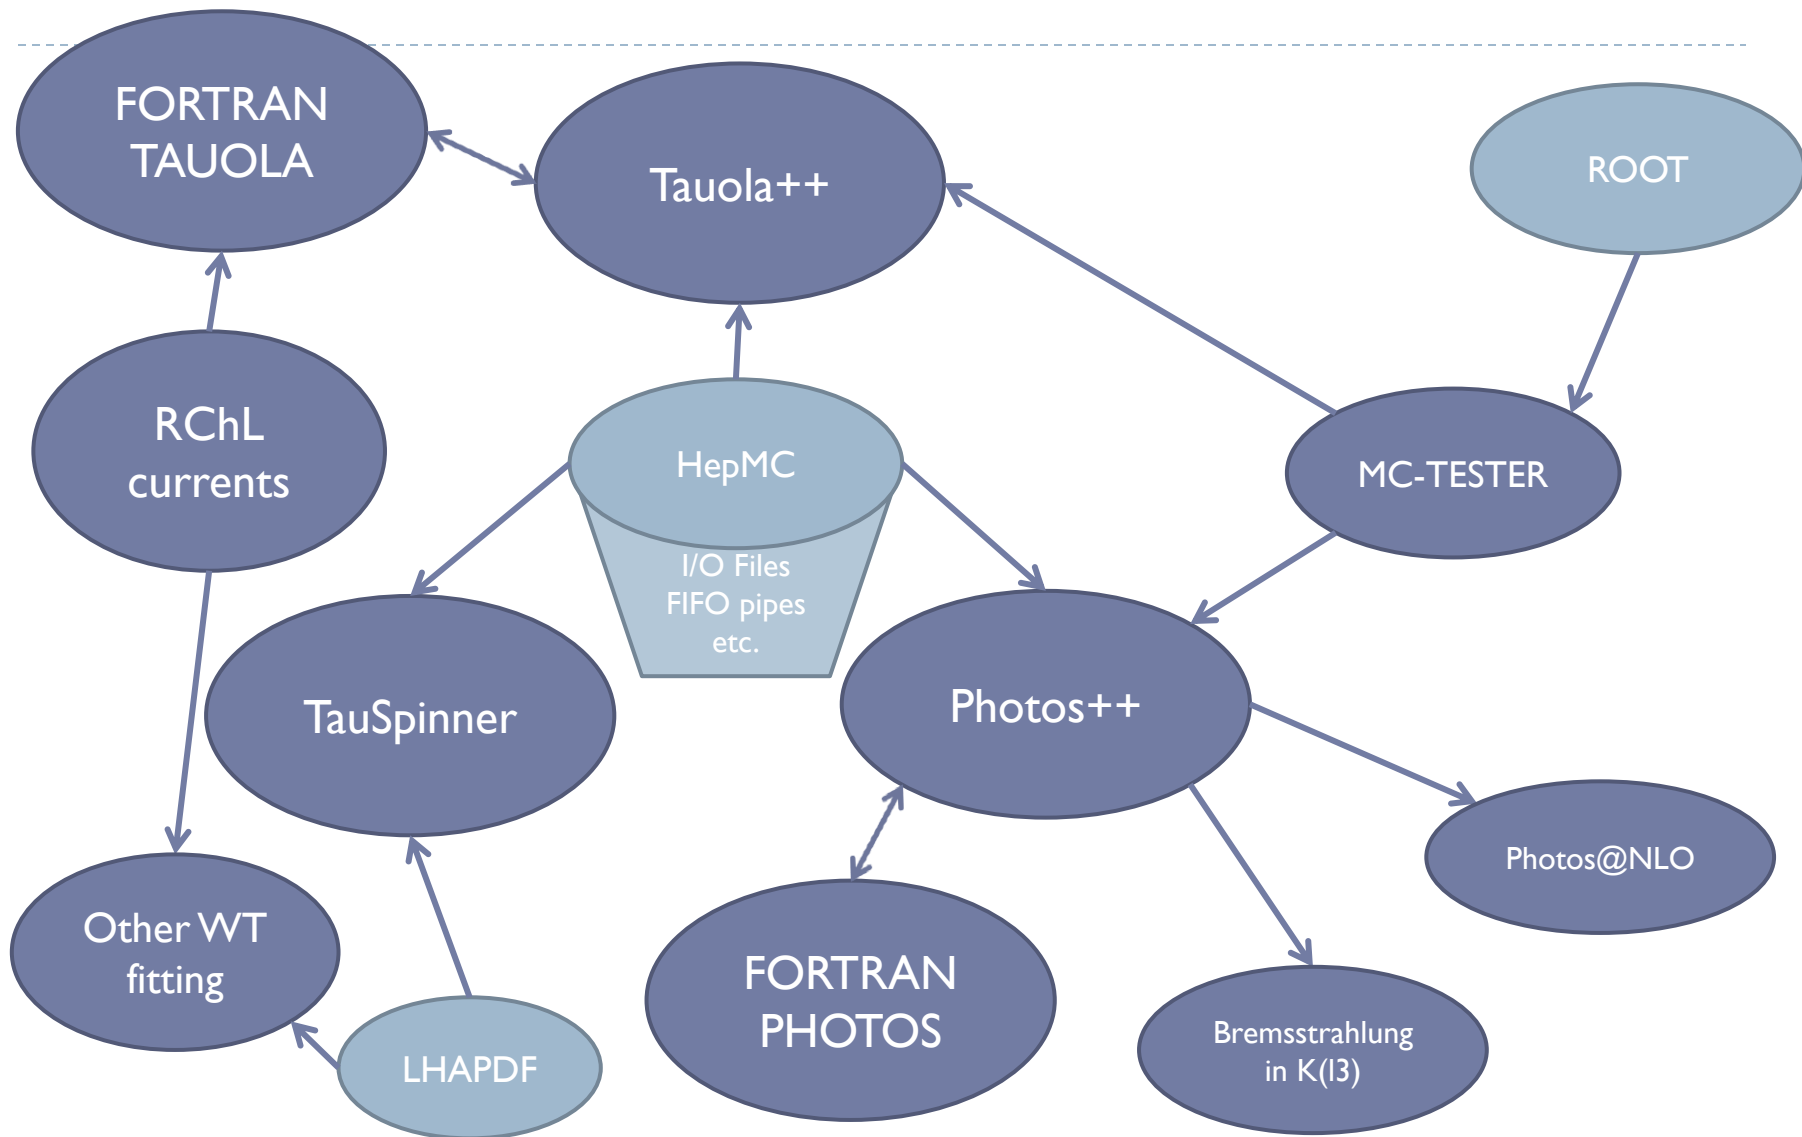 FORTRAN
TAUOLA
Tauola++
ROOT
RChL
currents
HepMC
MC-TESTER
I/O Files
FIFO pipes
etc.
TauSpinner
Photos++
Photos@NLO
Other WT
fitting
FORTRAN
PHOTOS
Bremsstrahlung
in K(l3)
LHAPDF